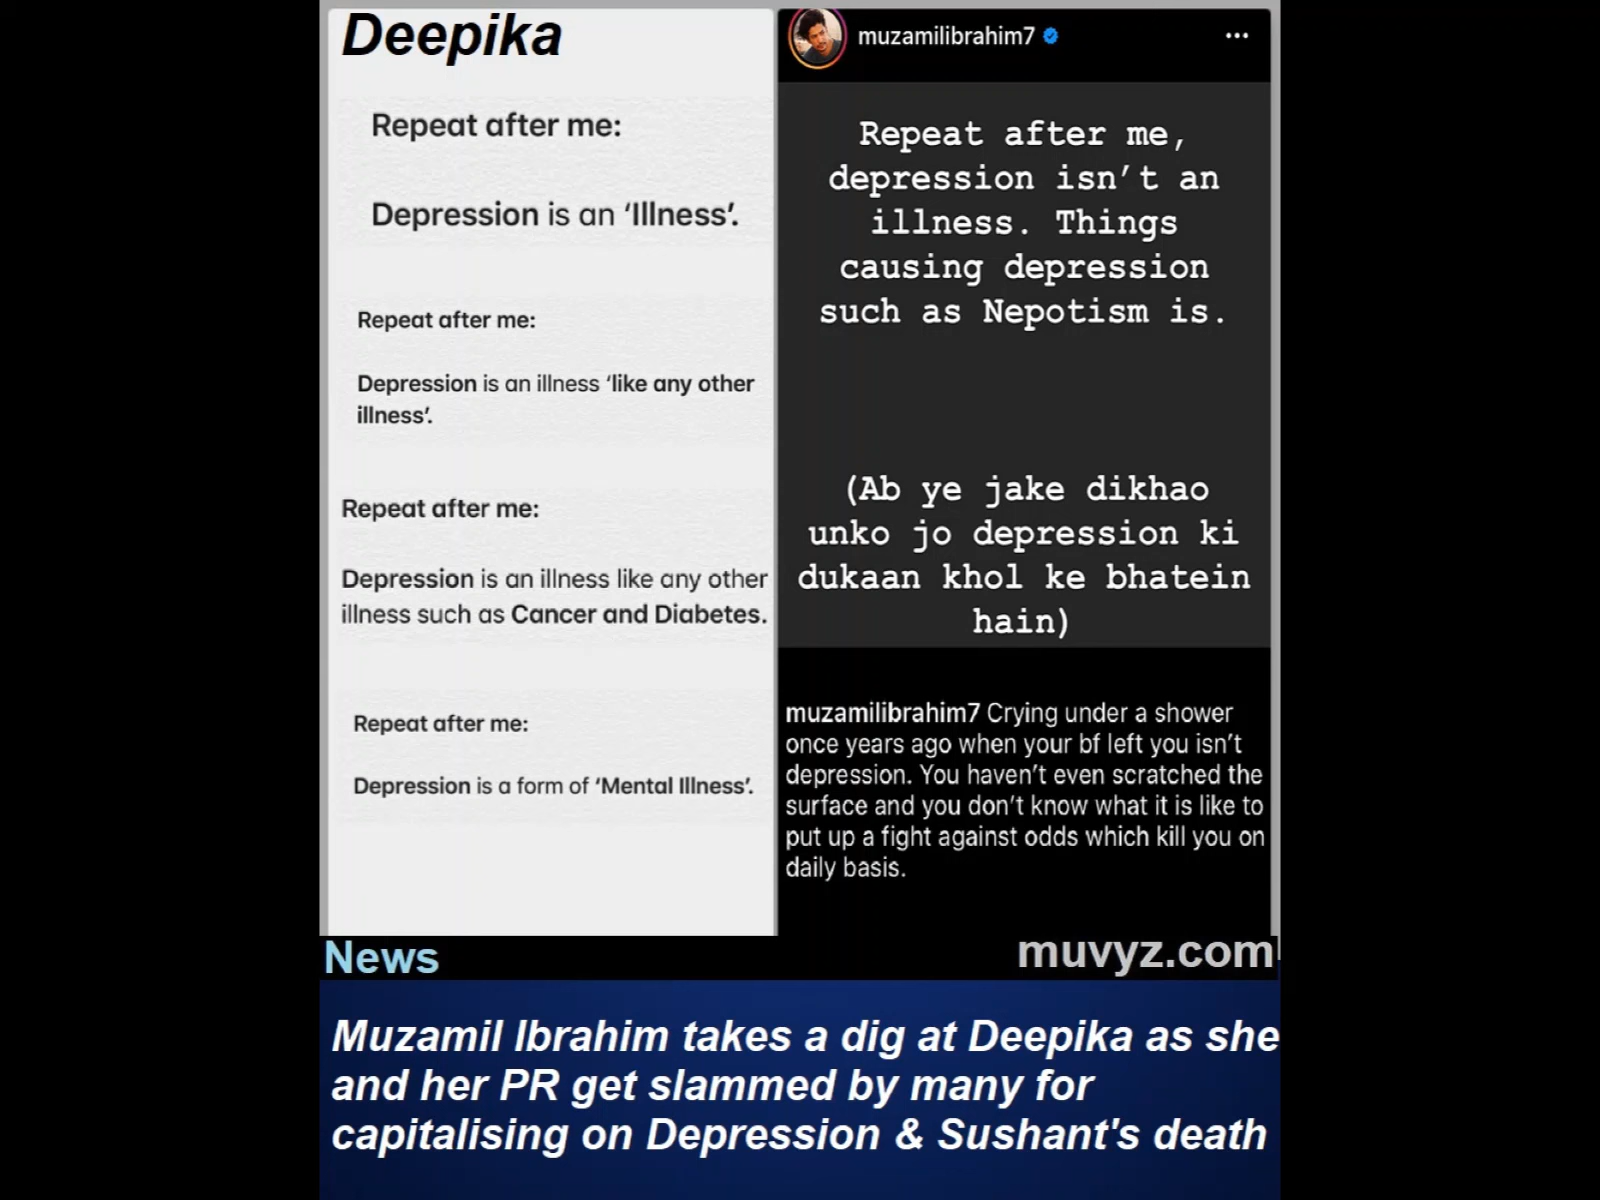 Deepika
Repeat after me:
Depression is an ‘Illness’.
Repeat after me:
Depression is an illness ‘like any other
illness’.
Repeat after me:
Depression is an illness like any other
illness such as Cancer and Diabetes.
Repeat after me:
Depression is a form of ‘Mental Illness’.
muzamilibrahim7
Repeat after me,
depression isn’t an
illness. Things
causing depression
such as Nepotism is.
(Ab ye jake dikhao
unko jo depression ki
dukaan khol ke bhatein
hain)
muzamilibrahim7 Crying under a shower
once years ago when your bf left you isn’t
depression. You haven’t even scratched the
surface and you don’t know what it is like to
put up a fight against odds which kill you on
daily basis.
News
muvyz.com
Muzamil Ibrahim takes a dig at Deepika as she
and her PR get slammed by many for
capitalising on Depression & Sushant's death